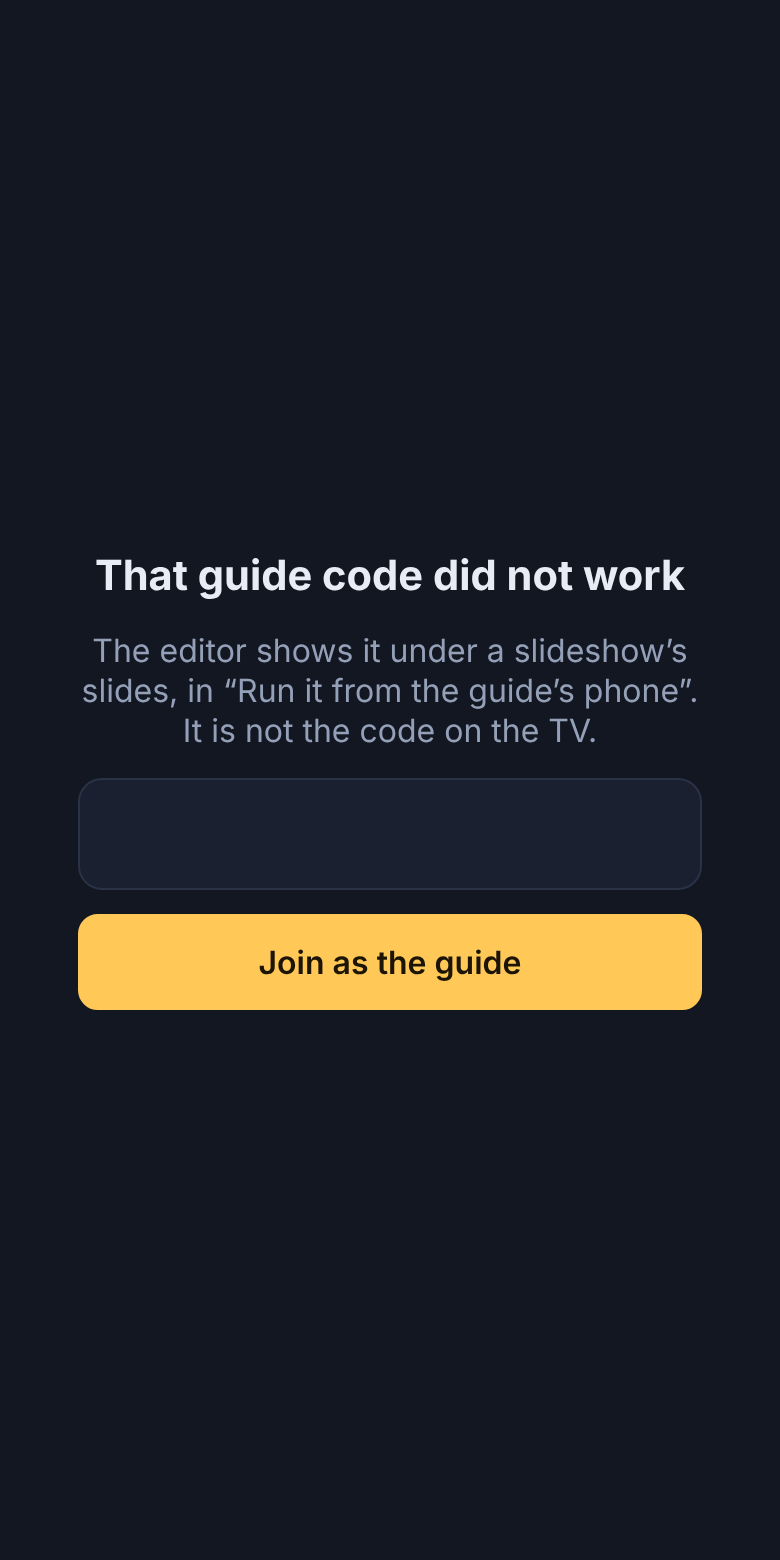 That guide code did not work
The editor shows it under a slideshow’s
slides, in “Run it from the guide’s phone”.
It is not the code on the TV.
Join as the guide